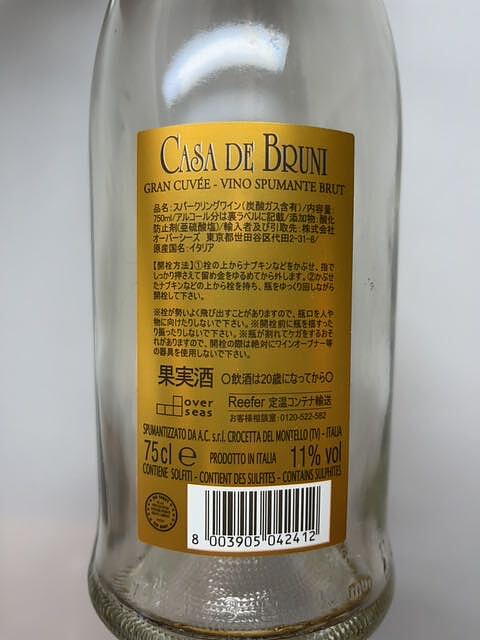 CASA DE BRUNI
GRAN CUVÉE - VINO SPUMANTE BRUT
品名:スパークリングワイン(炭酸ガス含有)/内容量:
750ml/アルコール分は裏ラベルに記載/添加物:酸化
防止剤(亜硫酸塩)/輸入者及び引取先:株式会社
オーバーシーズ 東京都世田谷区代田2-31-8/
原産国名:イタリア
【開栓方法】①栓の上からナプキンなどをかぶせ、指で
しっかり押さえて留め金をゆるめてから外します。②かぶせ
たナプキンなどの上から栓を持ち、瓶をゆっくり回しながら
開栓して下さい。
※栓が勢いよく飛び出すことがありますので、瓶口を人や
物に向けたりしないで下さい。※開栓前に瓶を揺すった
り振ったりしないで下さい。※瓶が割れてケガをするおそ
れがありますので、開栓の際は絶対にワインオープナー等
の器具を使用しないで下さい。
果実酒 〇飲酒は20歳になってから〇
over seas
Reefer 定温コンテナ輸送
お客様相談室:0120-522-582
SPUMANTIZZATO DA A.C. s.r.l. CROCETTA DEL MONTELLO (TV) - ITALIA
75cl e PRODOTTO IN ITALIA 11% vol
CONTIENE SOLFITI - CONTIENT DES SULFITES - CONTAINS SULPHITES
8 003905 042412